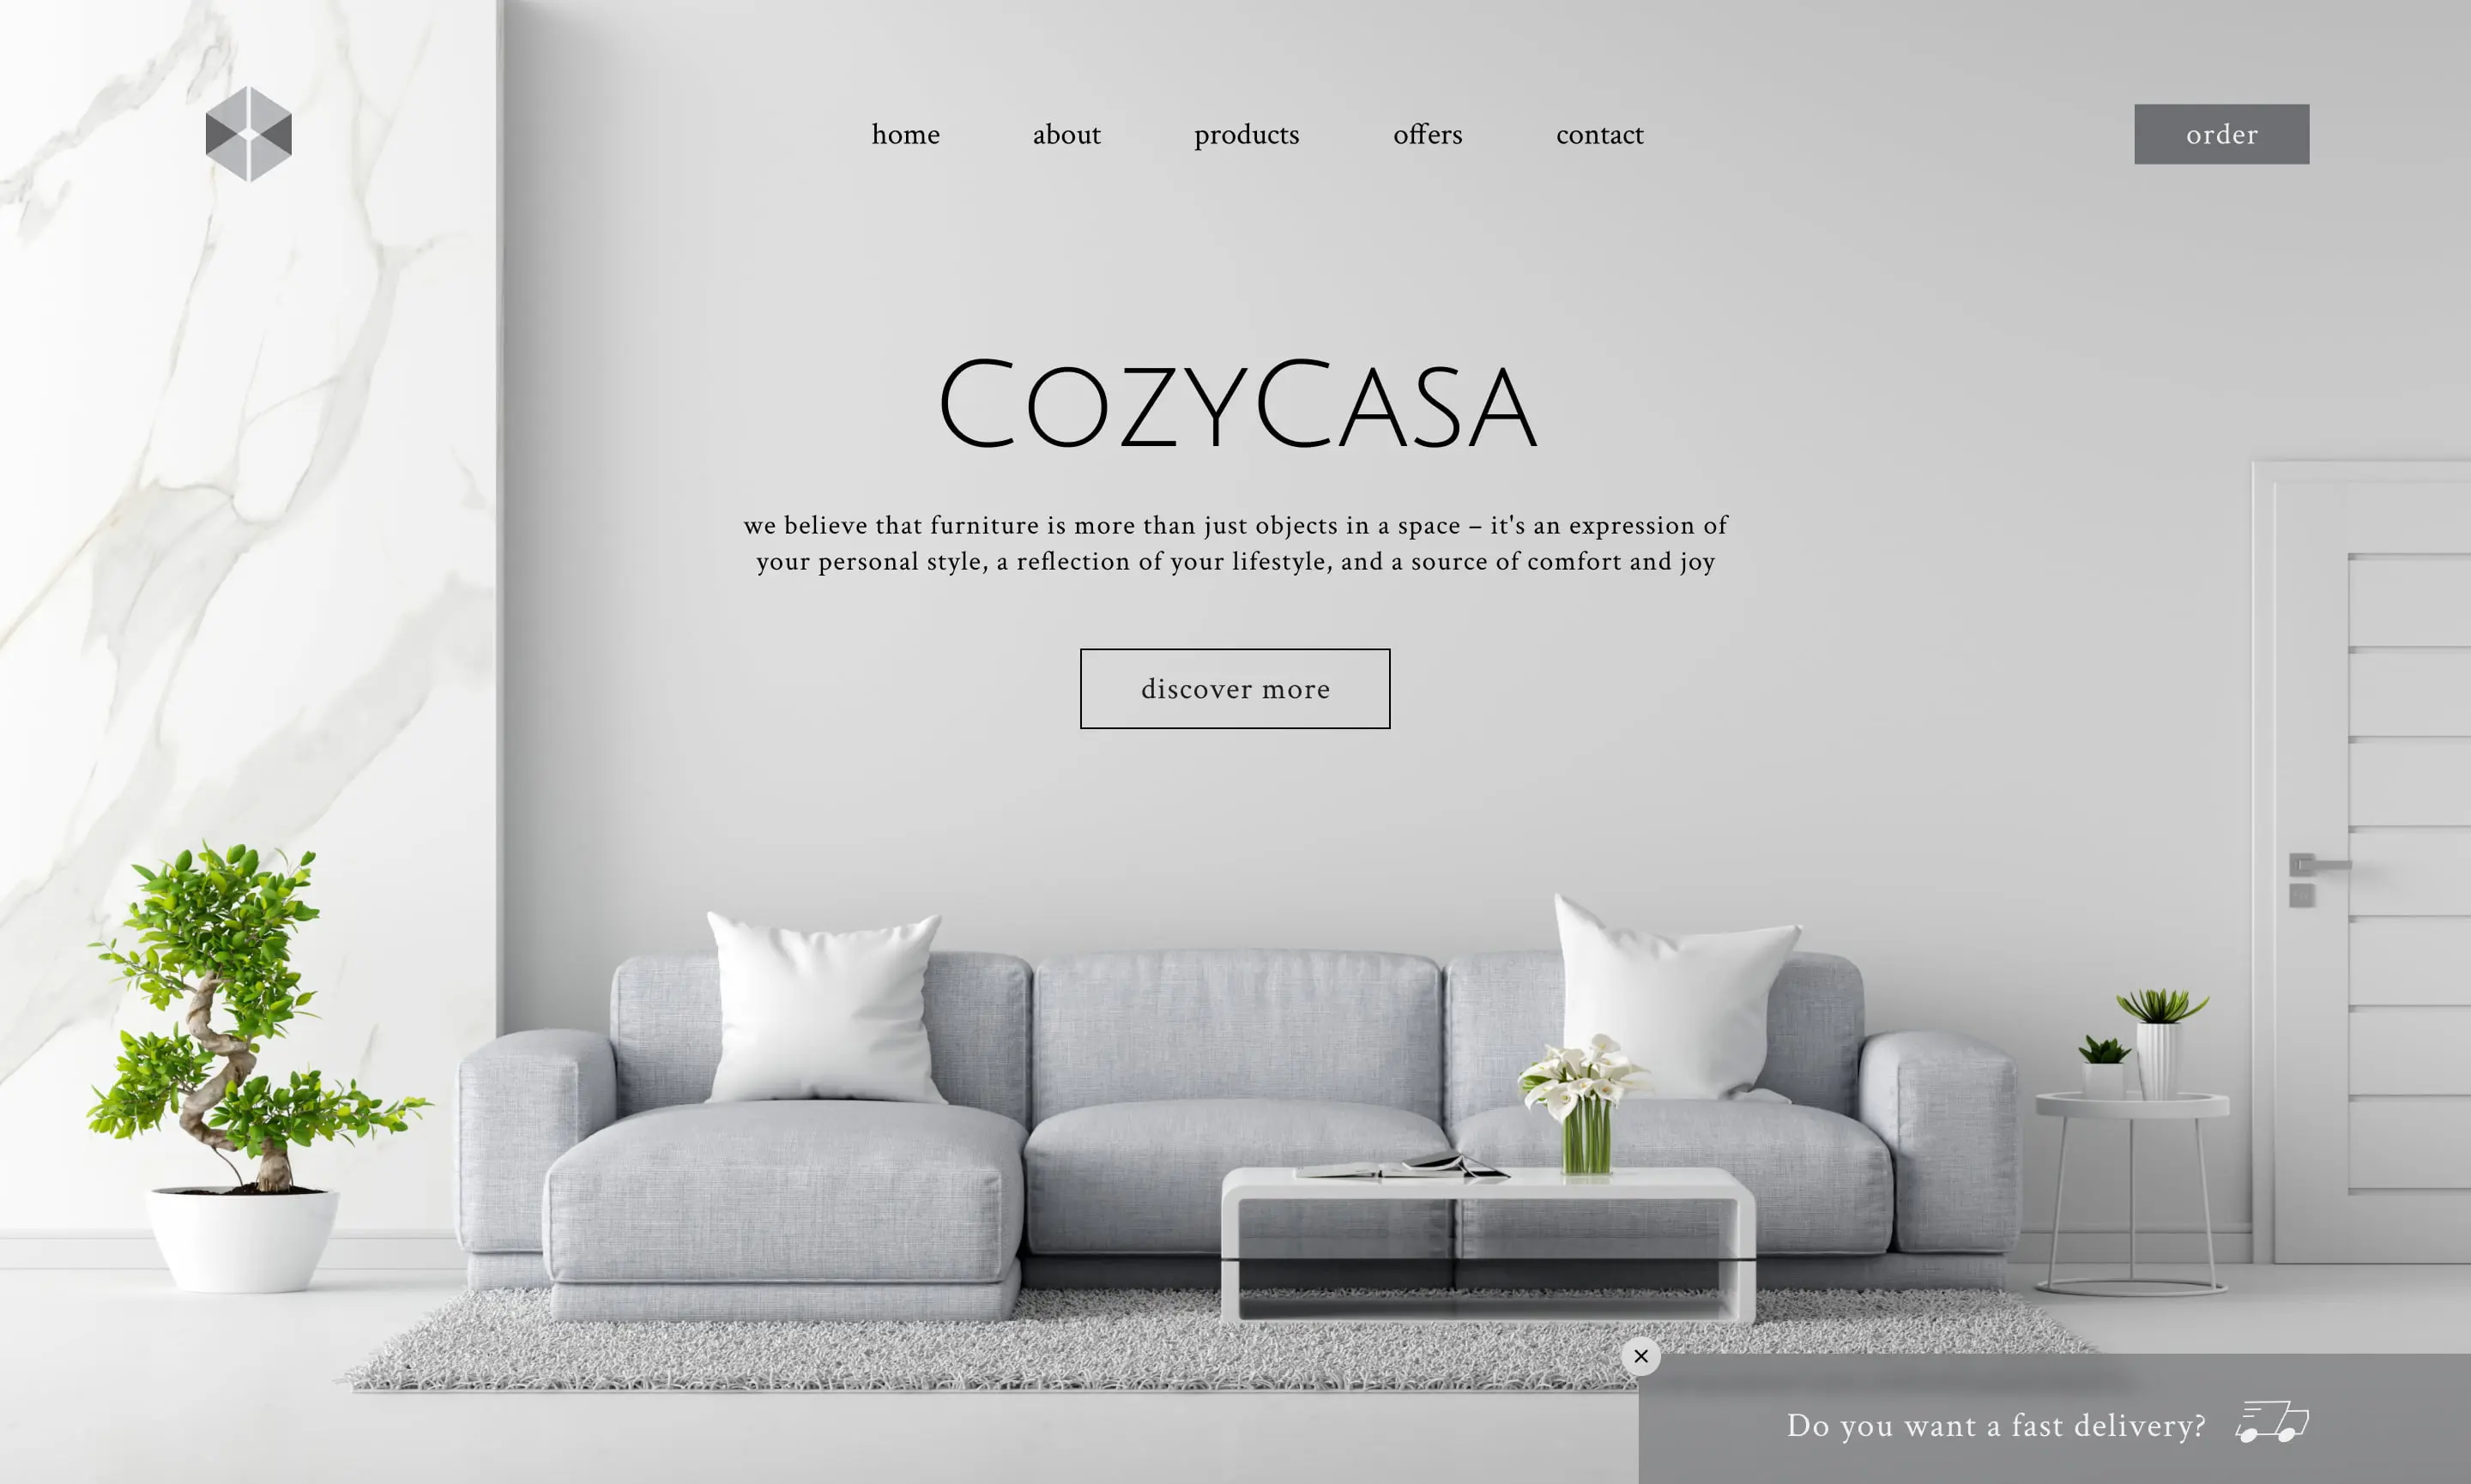 home
about
products
offers
contact
order
CozyCasa
we believe that furniture is more than just objects in a space – it's an expression of
your personal style, a reflection of your lifestyle, and a source of comfort and joy
discover more
Do you want a fast delivery?